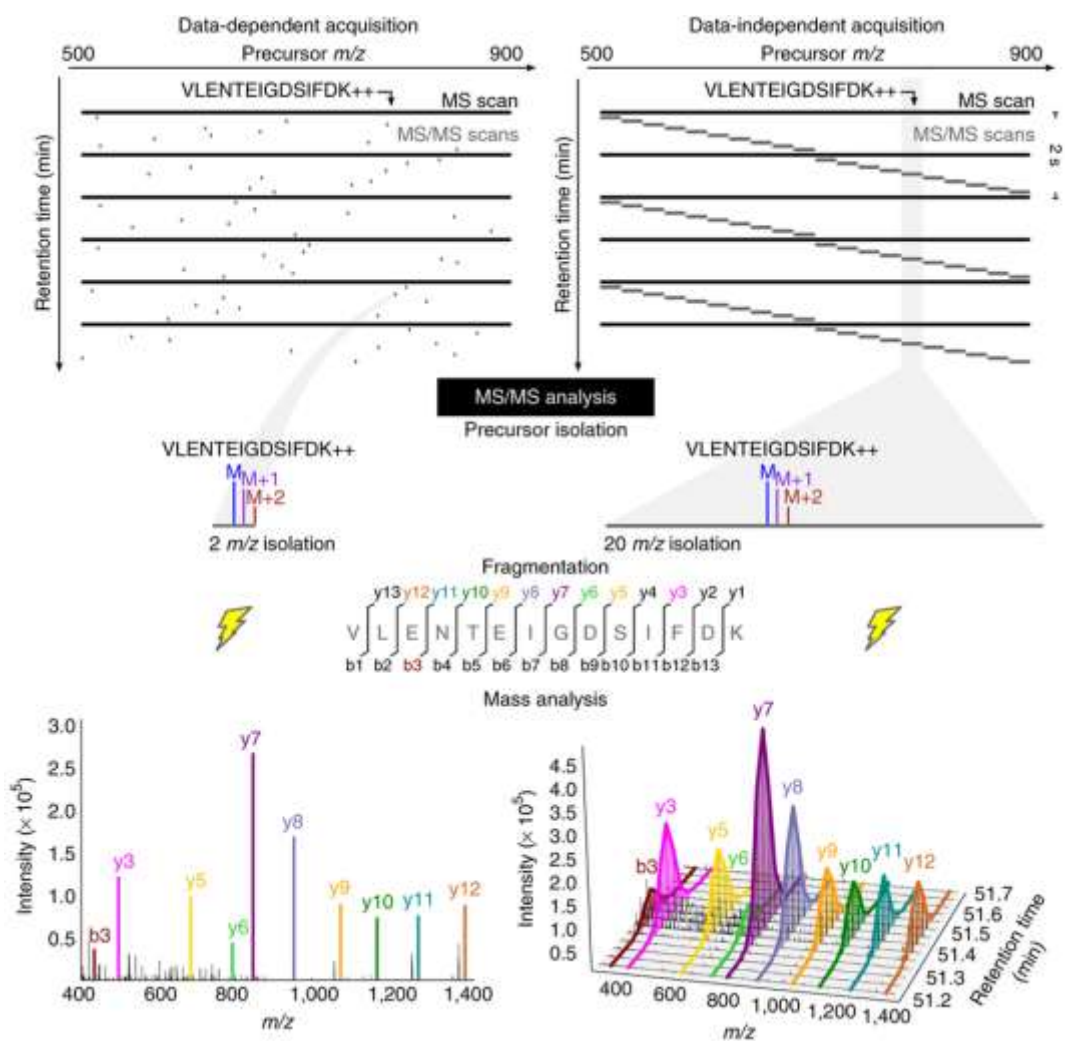 Data-dependent acquisition
500 Precursor m/z 900
VLENTEIGDSIFDK++
MS scan
MS/MS scans
Retention time (min)
Data-independent acquisition
500 Precursor m/z 900
VLENTEIGDSIFDK++
MS scan
MS/MS scans
2 s
Retention time (min)
MS/MS analysis
Precursor isolation
VLENTEIGDSIFDK++
M
M+1
M+2
2 m/z isolation
VLENTEIGDSIFDK++
M
M+1
M+2
20 m/z isolation
Fragmentation
y13 y12 y11 y10 y9 y8 y7 y6 y5 y4 y3 y2 y1
V L E N T E I G D S I F D K
b1 b2 b3 b4 b5 b6 b7 b8 b9 b10 b11 b12 b13
Mass analysis
Intensity (× 10⁵)
3.0
2.5
2.0
1.5
1.0
0.5
b3 y3 y5 y6 y7 y8 y9 y10 y11 y12
400 600 800 1,000 1,200 1,400
m/z
Intensity (× 10⁵)
4.5
4.0
3.5
3.0
2.5
2.0
1.5
1.0
0.5
b3 y3 y5 y6 y7 y8 y9 y10 y11 y12
400 600 800 1,000 1,200 1,400
m/z
51.7
51.6
51.5
51.4
51.3
51.2
Retention time
(min)